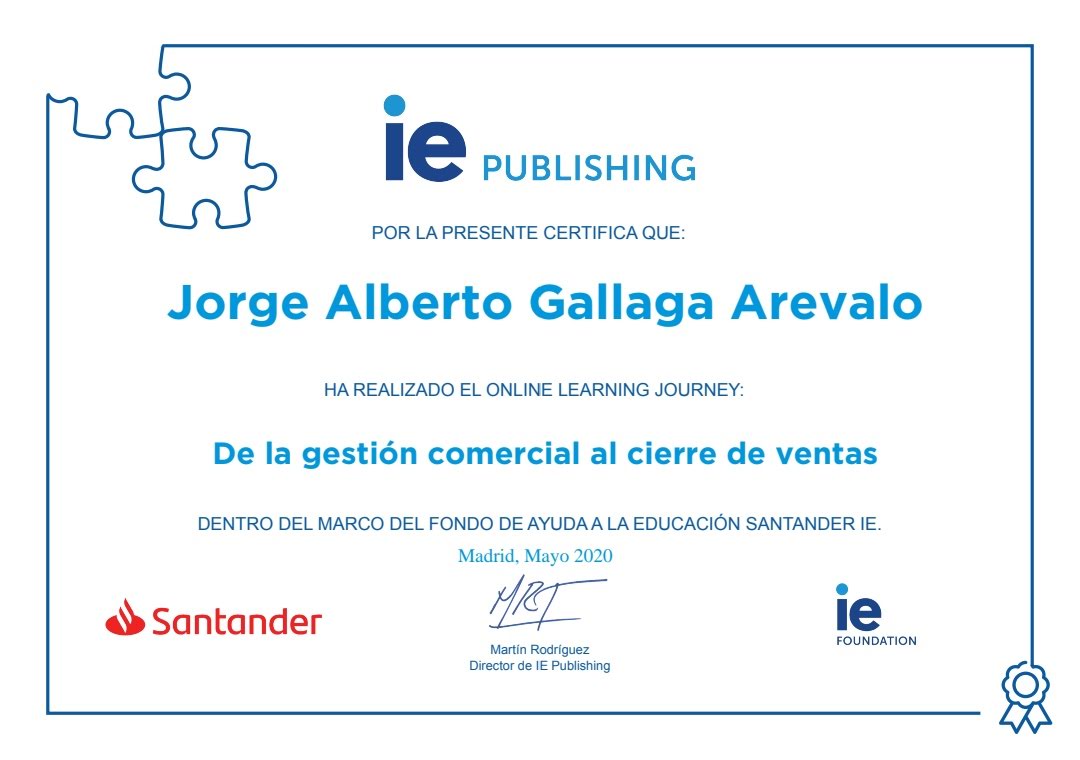 ie PUBLISHING
POR LA PRESENTE CERTIFICA QUE:
Jorge Alberto Gallaga Arevalo
HA REALIZADO EL ONLINE LEARNING JOURNEY:
De la gestión comercial al cierre de ventas
DENTRO DEL MARCO DEL FONDO DE AYUDA A LA EDUCACIÓN SANTANDER IE.
Madrid, Mayo 2020
Santander
Martín Rodríguez
Director de IE Publishing
ie
FOUNDATION